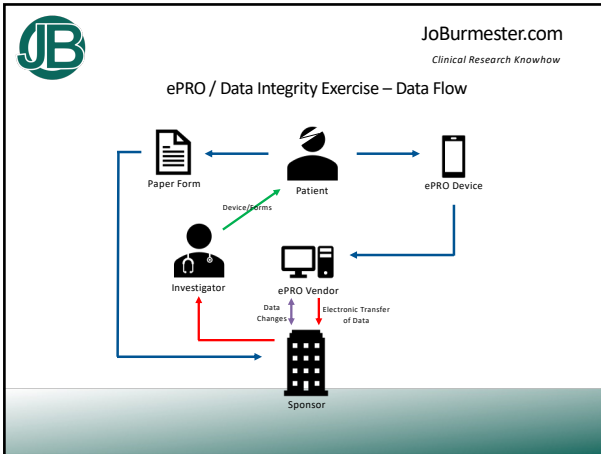 JB
JoBurmester.com
Clinical Research Knowhow
ePRO / Data Integrity Exercise – Data Flow
Paper Form
Patient
ePRO Device
Device/Forms
Investigator
ePRO Vendor
Data
Changes
Electronic Transfer
of Data
Sponsor